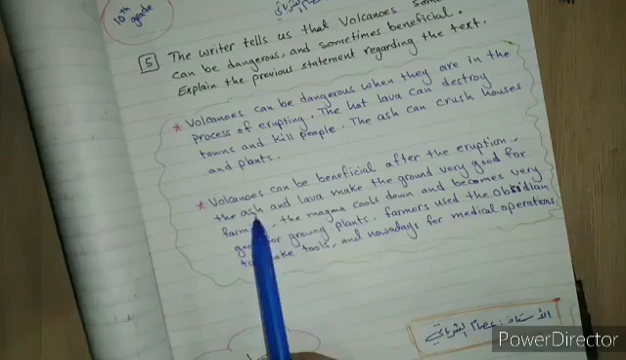 10th
grade
5 The writer tells us that Volcanoes
can be dangerous, and sometimes beneficial.
Explain the previous statement regarding the text.
* Volcanoes can be dangerous when they are in the
process of erupting. The hot lava can destroy
towns and kill people. The ash can crush houses
and plants.
* Volcanoes can be beneficial after the eruption.
the ash and lava make the ground very good for
the magma cools down and becomes very
for growing plants. farmers used the obsidian
make tools, and nowadays for medical operations.
PowerDirector